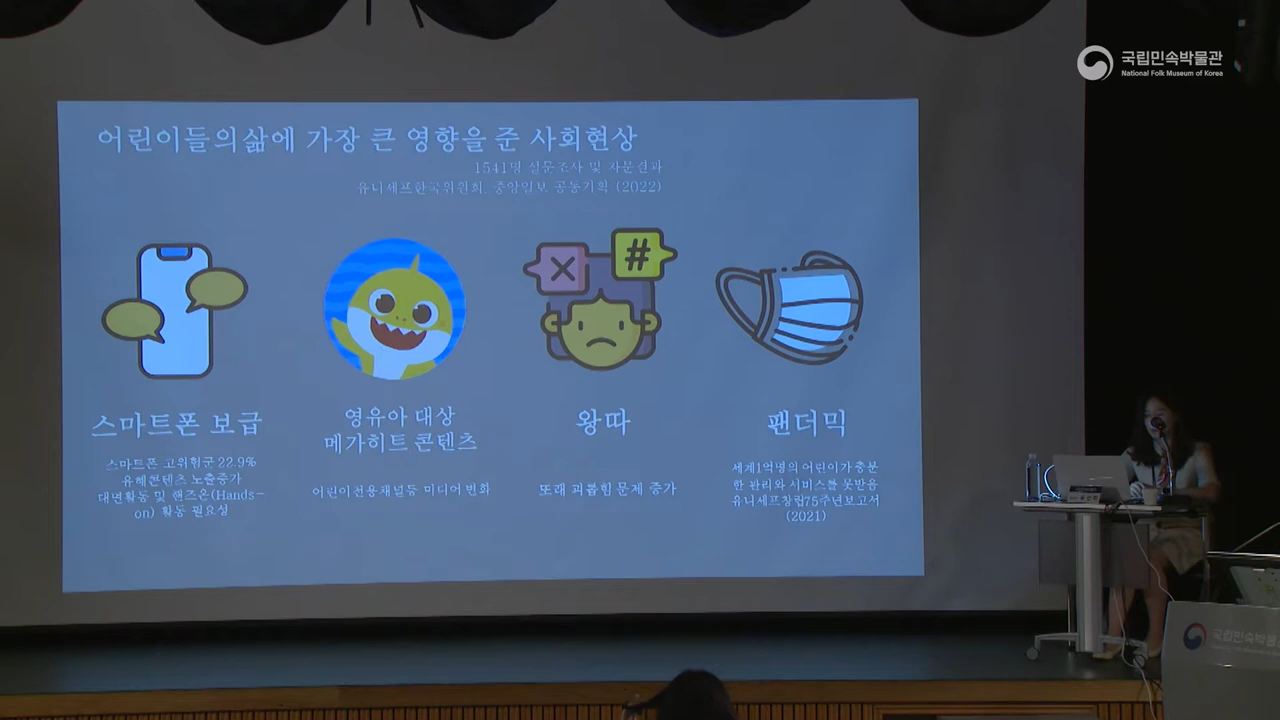 국립민속박물관
National Folk Museum of Korea
어린이들의삶에 가장 큰 영향을 준 사회현상
1541명 설문조사 및 자문결과
유니세프한국위원회, 중앙일보 공동기획 (2022)
#
스마트폰 보급
스마트폰 고위험군 22.9%
유해콘텐츠 노출증가
대면활동 및 핸즈온(Hands-
on) 활동 필요성
영유아 대상
메가히트 콘텐츠
어린이전용채널등 미디어 변화
왕따
또래 괴롭힘 문제 증가
팬더믹
세계1억명의 어린이가 충분
한 관리와 서비스를 못받음
유니세프창립75주년보고서
(2021)
국립민속박물관